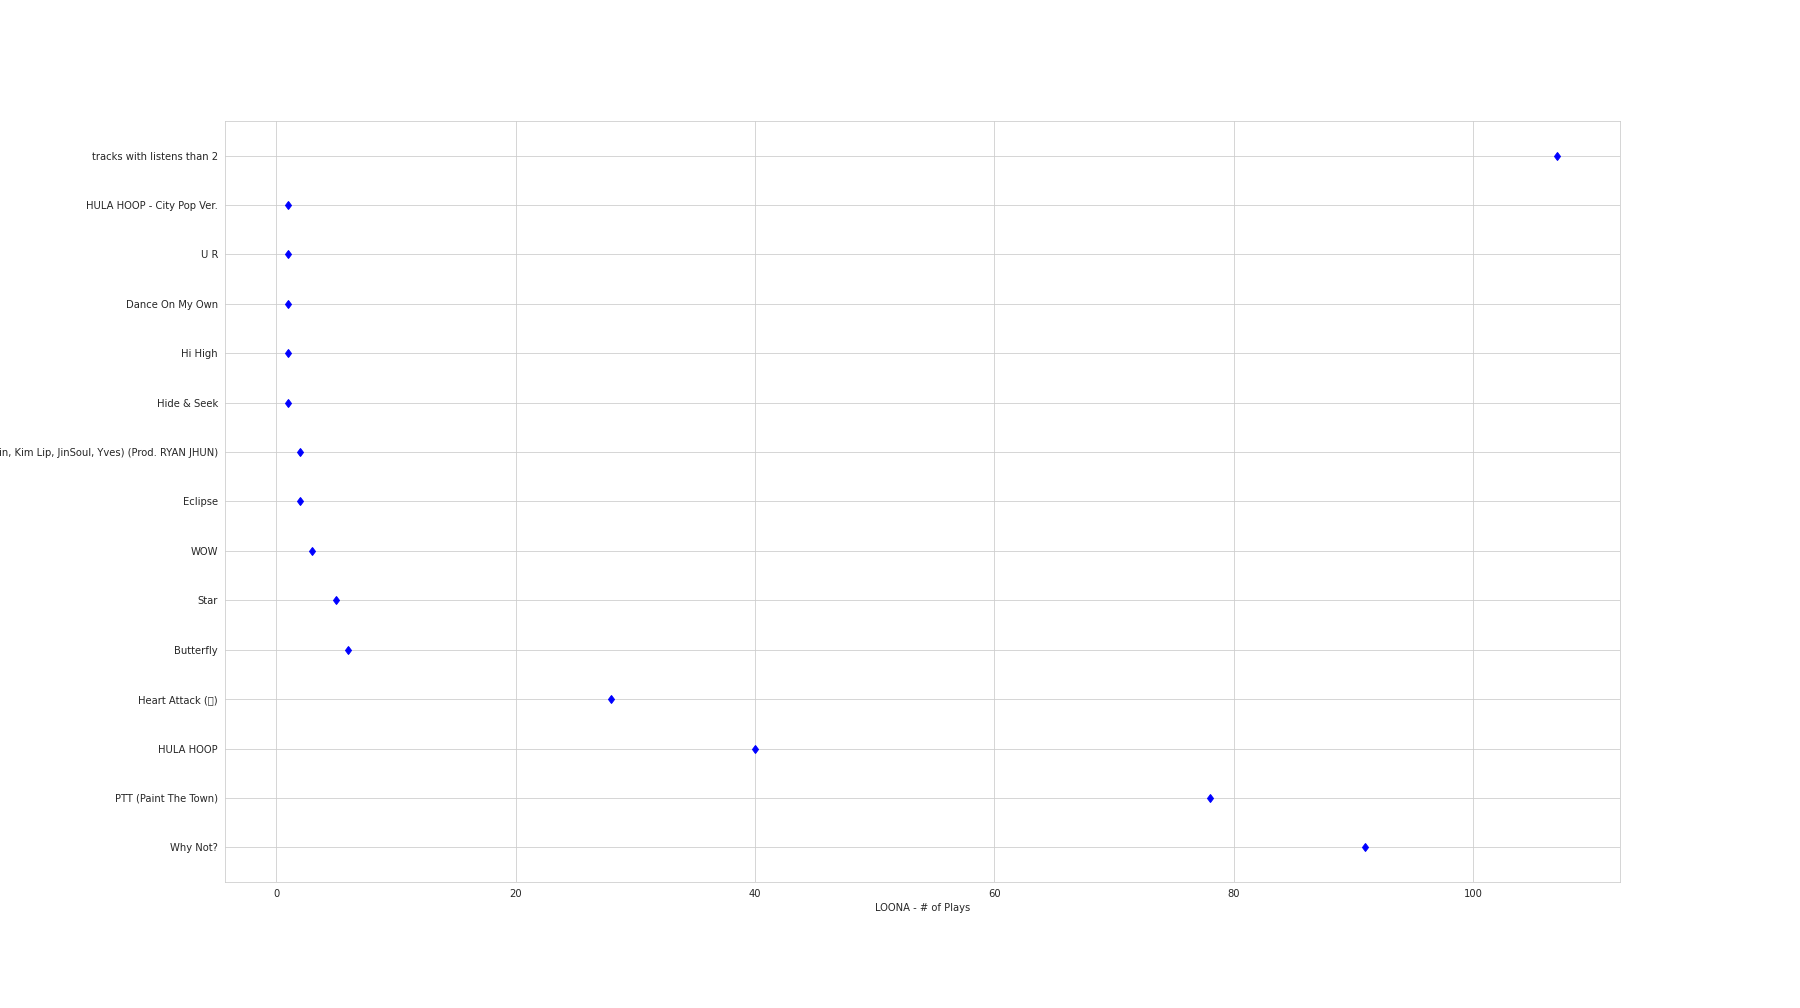 tracks with listens than 2
HULA HOOP - City Pop Ver.
U R
Dance On My Own
Hi High
Hide & Seek
in, Kim Lip, JinSoul, Yves) (Prod. RYAN JHUN)
Eclipse
WOW
Star
Butterfly
Heart Attack (▯)
HULA HOOP
PTT (Paint The Town)
Why Not?
0 20 40 60 80 100
LOONA - # of Plays